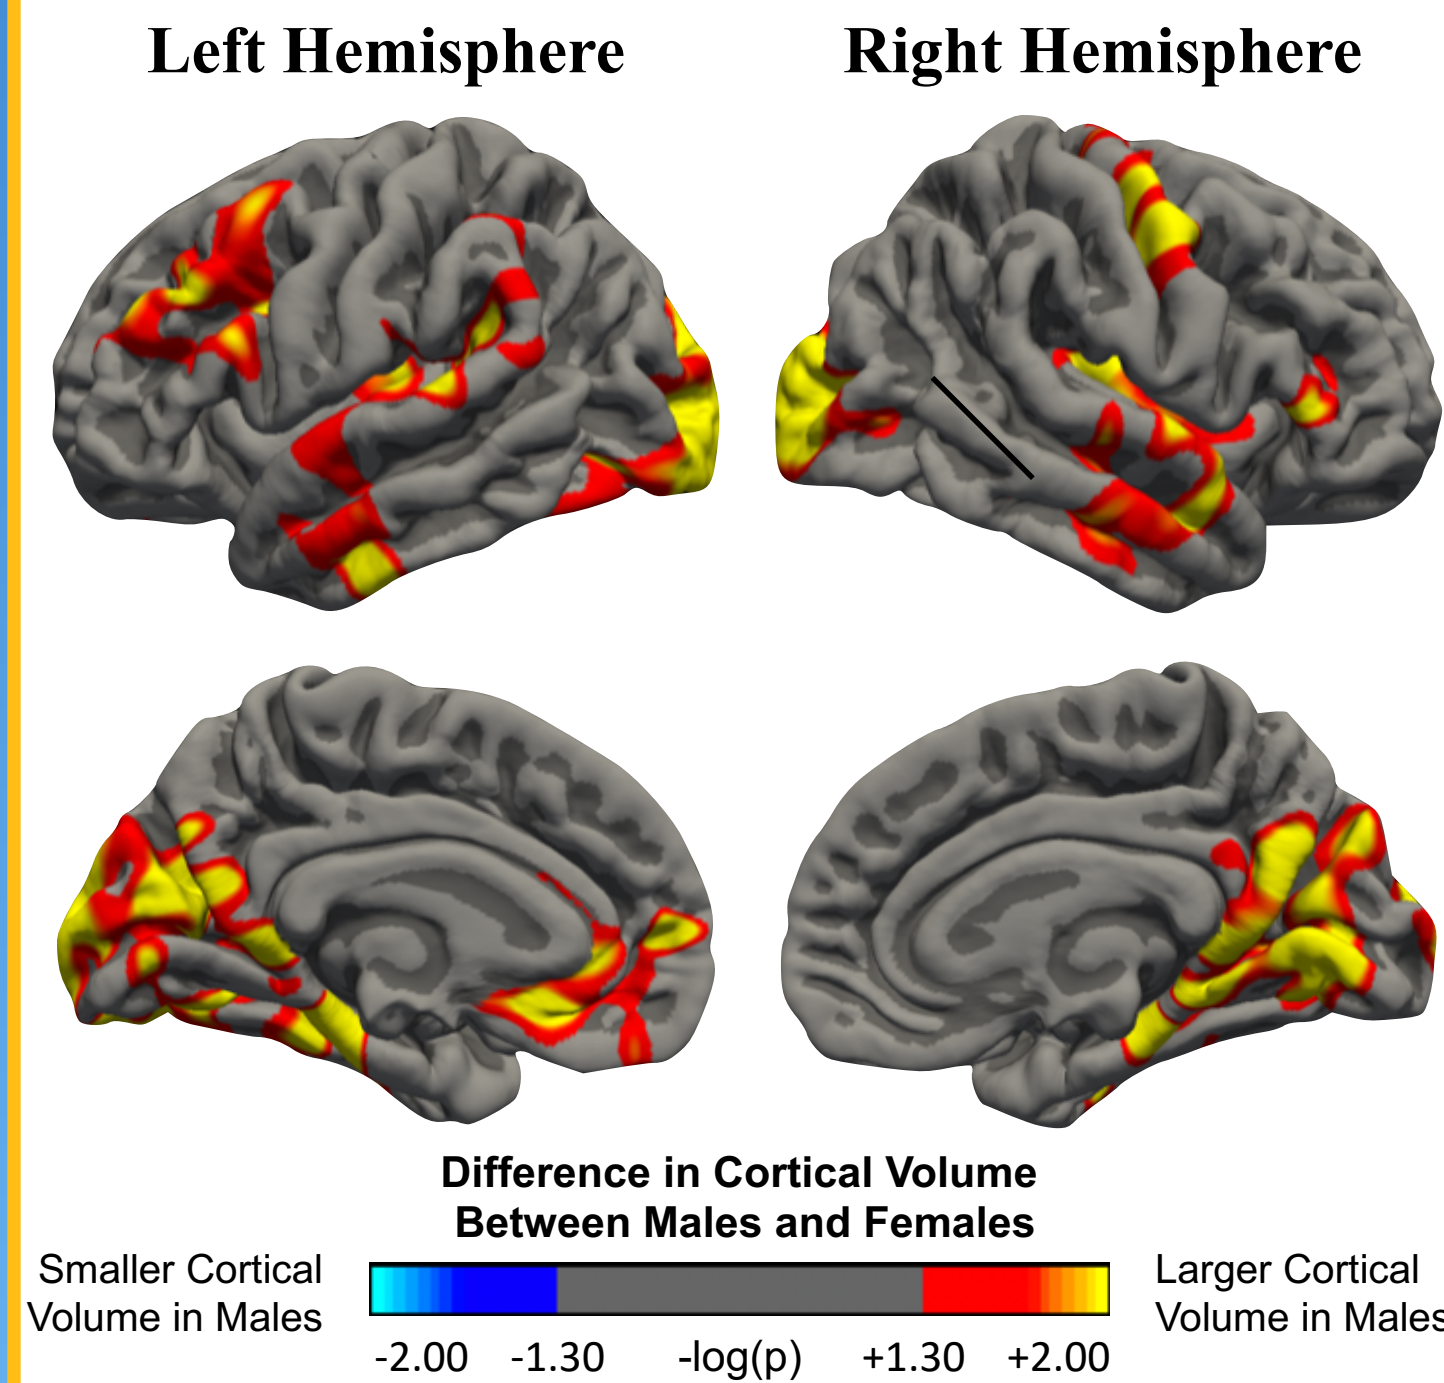 Left Hemisphere
Right Hemisphere
Difference in Cortical Volume
Between Males and Females
Smaller Cortical
Volume in Males
Larger Cortical
Volume in Males
-2.00 -1.30 -log(p) +1.30 +2.00